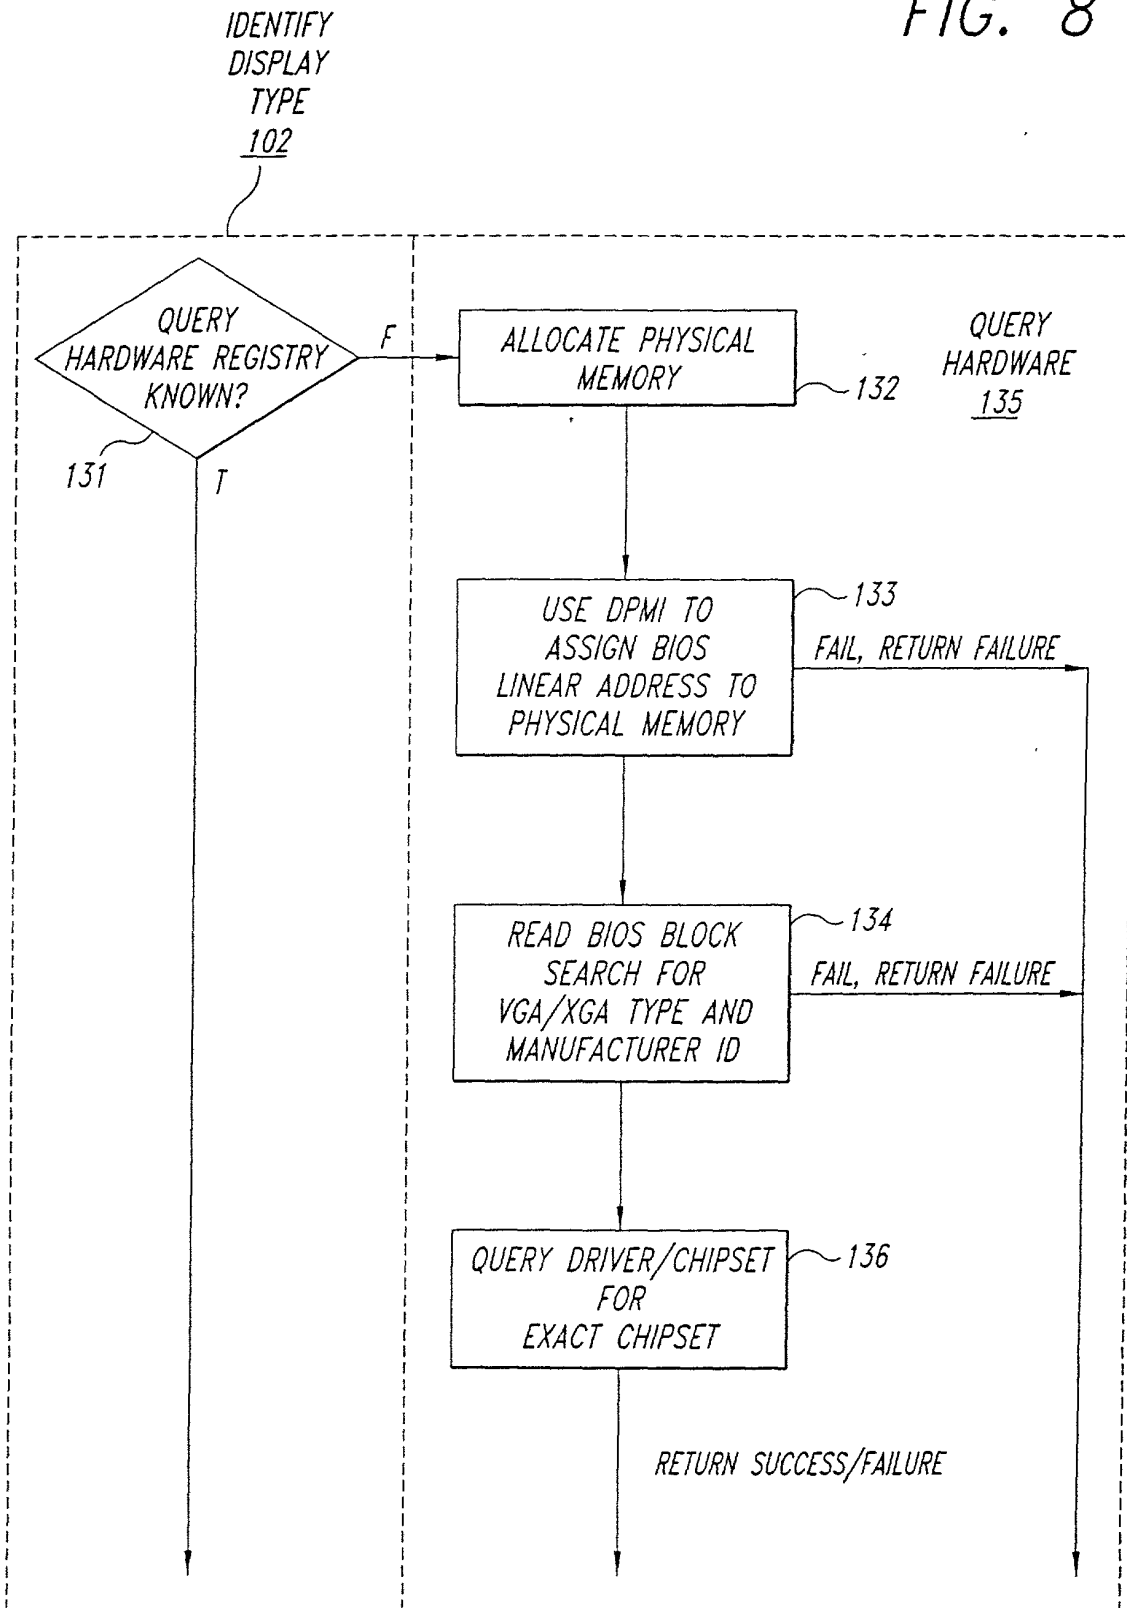 FIG. 8
IDENTIFY
DISPLAY
TYPE
102
QUERY
HARDWARE REGISTRY
KNOWN?
131
F
T
ALLOCATE PHYSICAL
MEMORY
132
QUERY
HARDWARE
135
USE DPMI TO
ASSIGN BIOS
LINEAR ADDRESS TO
PHYSICAL MEMORY
133
FAIL, RETURN FAILURE
READ BIOS BLOCK
SEARCH FOR
VGA/XGA TYPE AND
MANUFACTURER ID
134
FAIL, RETURN FAILURE
QUERY DRIVER/CHIPSET
FOR
EXACT CHIPSET
136
RETURN SUCCESS/FAILURE